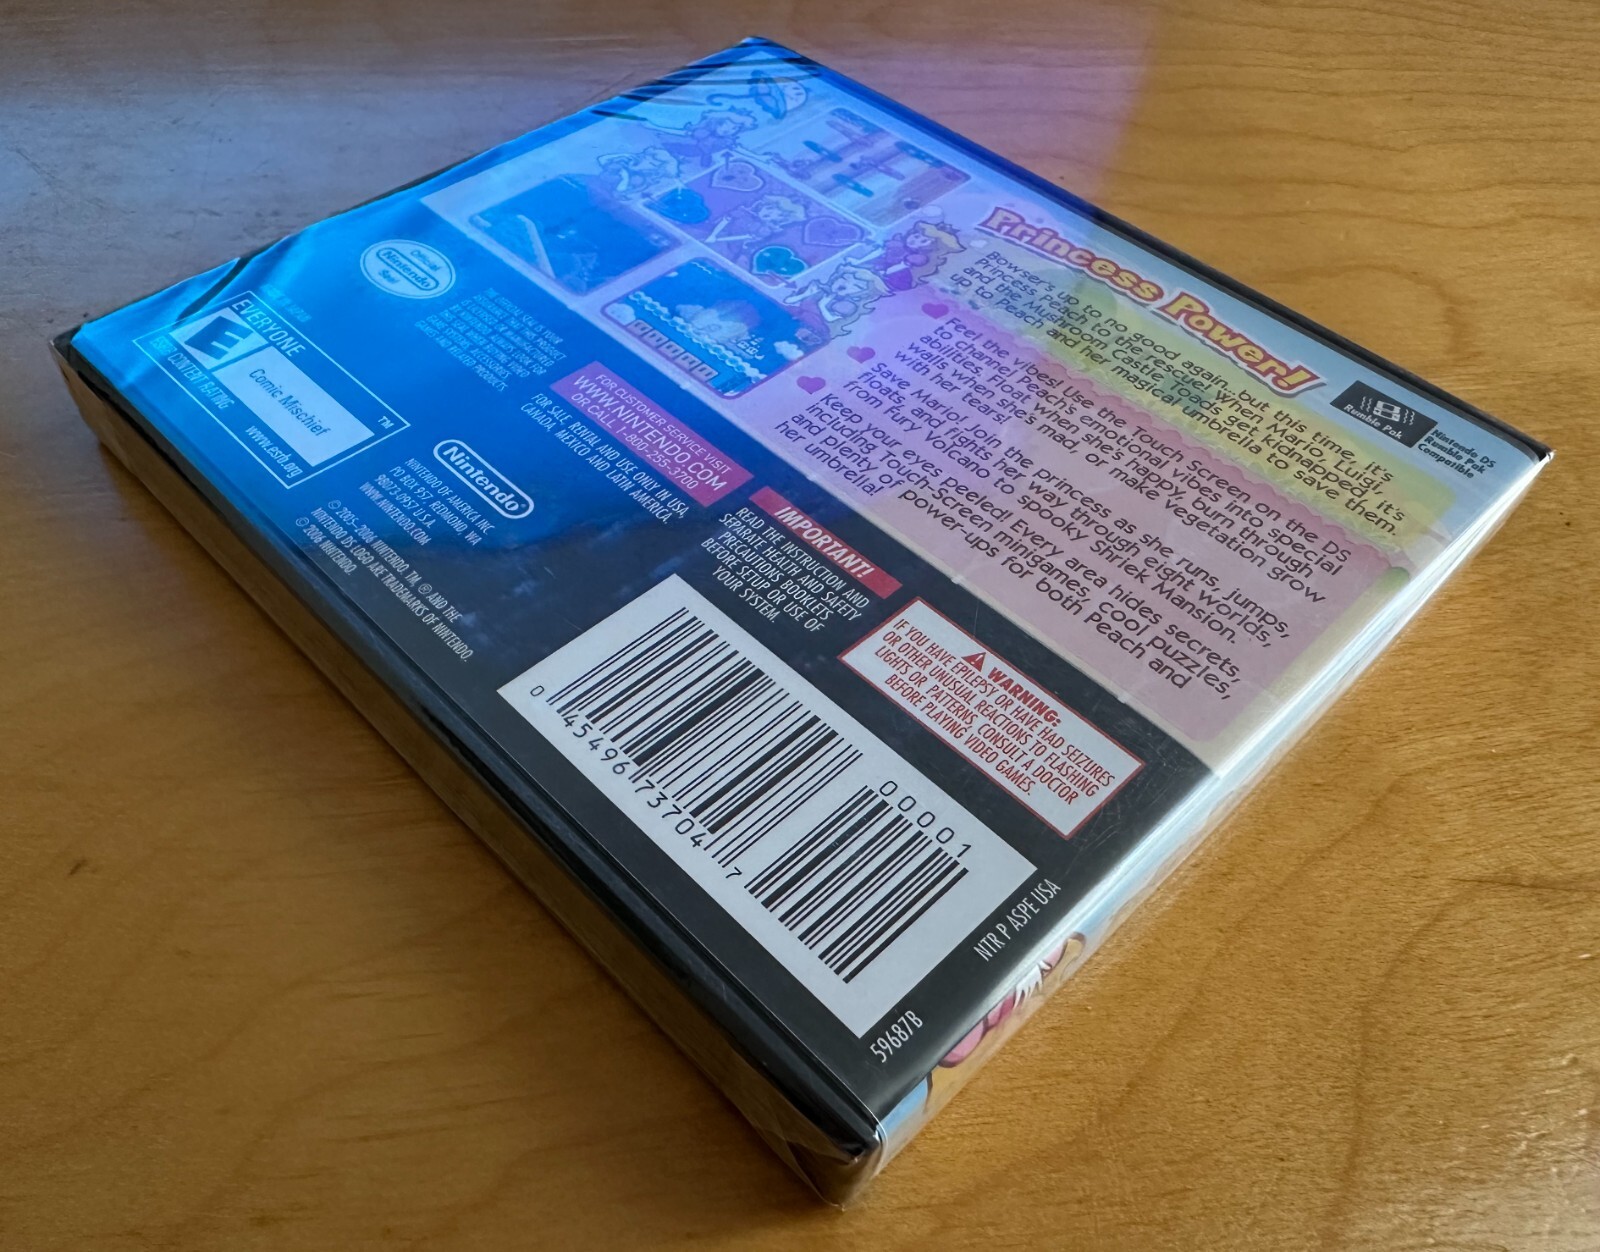 Princess Power!
Bowser's up to no good again, but this time, it's
Princess Peach to the rescue! When Mario, Luigi,
and the Mushroom Castle Toads get kidnapped, it's
up to Peach and her magical umbrella to save them.
Feel the vibes! Use the Touch Screen on the DS
to channel Peach's emotional vibes into special
abilities. Float when she's happy, burn through
walls when she's mad, or make vegetation grow
with her tears!
Save Mario! Join the princess as she runs, jumps,
floats, and fights her way through eight worlds,
from Fury Volcano to spooky Shriek Mansion.
Keep your eyes peeled! Every area hides secrets,
including Touch-Screen minigames, cool puzzles,
and plenty of power-ups for both Peach and
her umbrella!
Rumble Pak
Nintendo DS
Rumble Pak
Compatible
Official
Nintendo
Seal
THE OFFICIAL SEAL IS YOUR
EVERYONE
E
Comic Mischief
CONTENT RATING
www.esrb.org
TM
FOR CUSTOMER SERVICE VISIT
WWW.NINTENDO.COM
OR CALL 1-800-255-3700
FOR SALE, RENTAL AND USE ONLY IN USA,
CANADA, MEXICO AND LATIN AMERICA.
Nintendo®
NINTENDO OF AMERICA INC.
PO BOX 957, REDMOND, WA
98073-0957 U.S.A.
WWW.NINTENDO.COM
© 2005-2006 NINTENDO. TM, ® AND THE
NINTENDO DS LOGO ARE TRADEMARKS OF NINTENDO.
© 2006 NINTENDO.
IMPORTANT!
READ THE INSTRUCTION AND
SEPARATE HEALTH AND SAFETY
PRECAUTIONS BOOKLETS
BEFORE SETUP OR USE OF
YOUR SYSTEM.
WARNING:
IF YOU HAVE EPILEPSY OR HAVE HAD SEIZURES
OR OTHER UNUSUAL REACTIONS TO FLASHING
LIGHTS OR PATTERNS, CONSULT A DOCTOR
BEFORE PLAYING VIDEO GAMES.
0 45496 73704 7
00001
NTR P ASPE USA
59687B